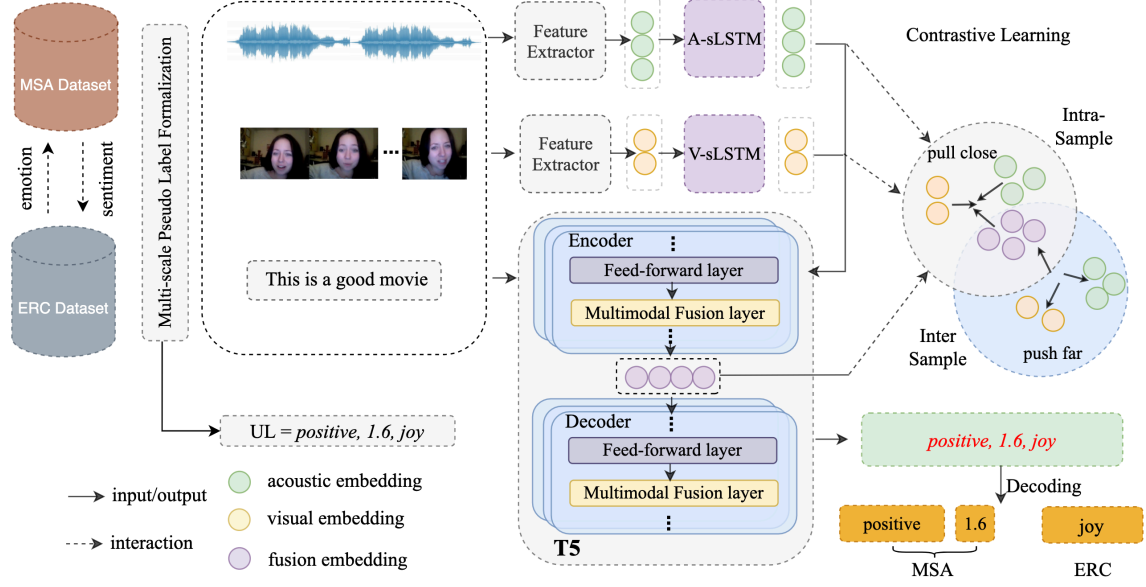 MSA Dataset
emotion
sentiment
ERC Dataset
Multi-scale Pseudo Label Formalization
This is a good movie
UL = positive, 1.6, joy
input/output
interaction
acoustic embedding
visual embedding
fusion embedding
Feature
Extractor
A-sLSTM
Feature
Extractor
V-sLSTM
Encoder
Feed-forward layer
Multimodal Fusion layer
Decoder
Feed-forward layer
Multimodal Fusion layer
T5
Contrastive Learning
Intra-
Sample
pull close
Inter
Sample
push far
positive, 1.6, joy
Decoding
positive
1.6
joy
MSA
ERC